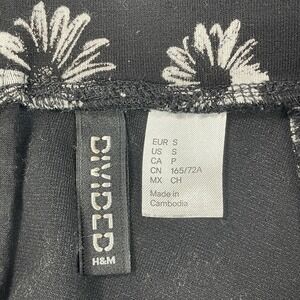 DIVIDED
H&M
EUR S
US S
CA P
CN 165/72A
MX CH
Made in
Cambodia